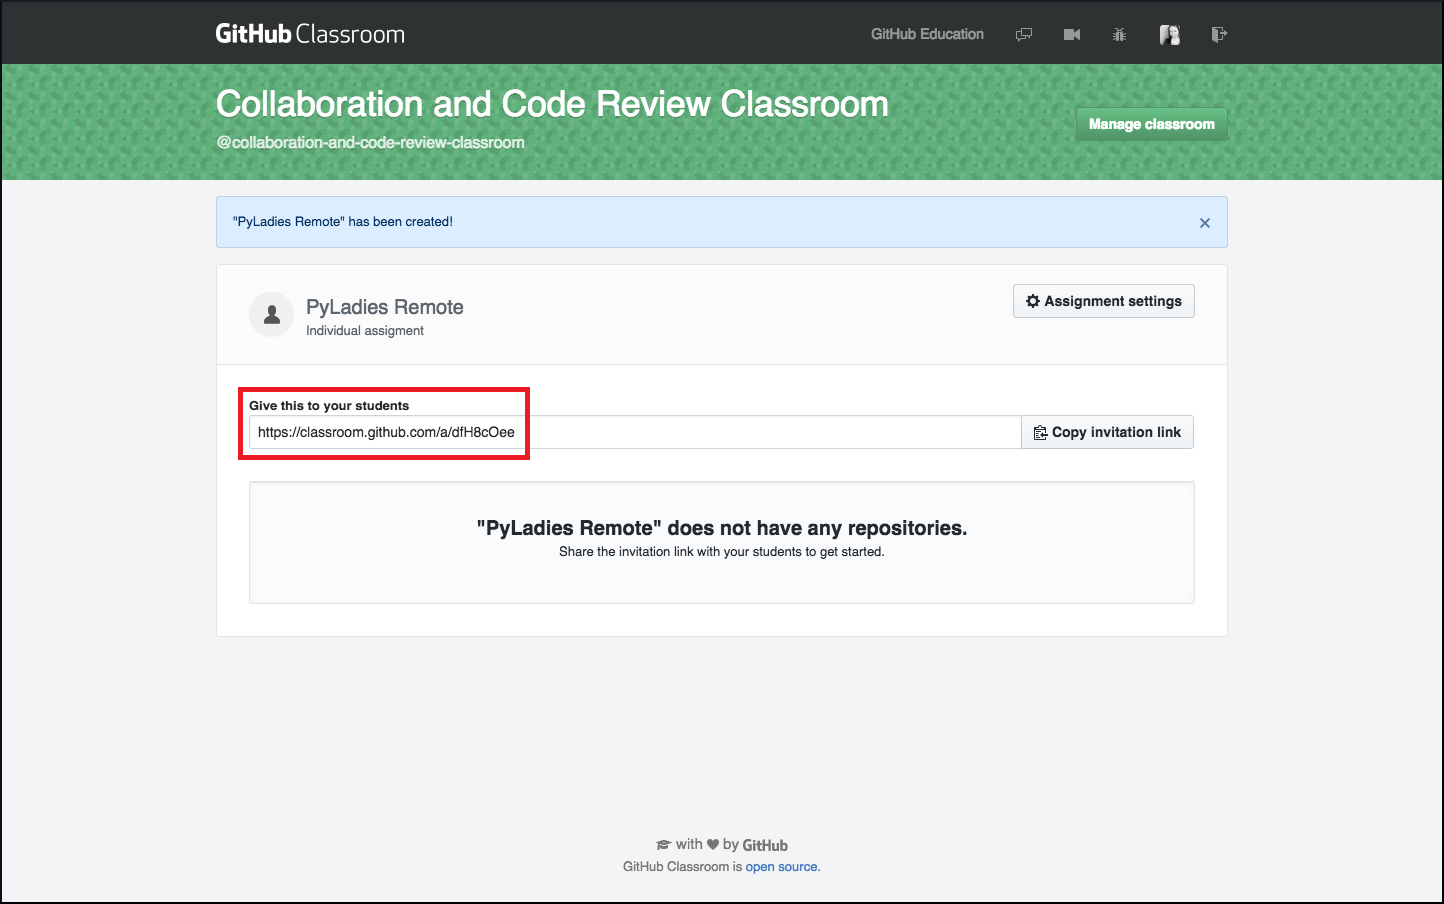 GitHub Classroom
GitHub Education
Collaboration and Code Review Classroom
@collaboration-and-code-review-classroom
Manage classroom
"PyLadies Remote" has been created!
PyLadies Remote
Individual assigment
Assignment settings
Give this to your students
https://classroom.github.com/a/dfH8cOee
Copy invitation link
"PyLadies Remote" does not have any repositories.
Share the invitation link with your students to get started.
with by GitHub
GitHub Classroom is open source.